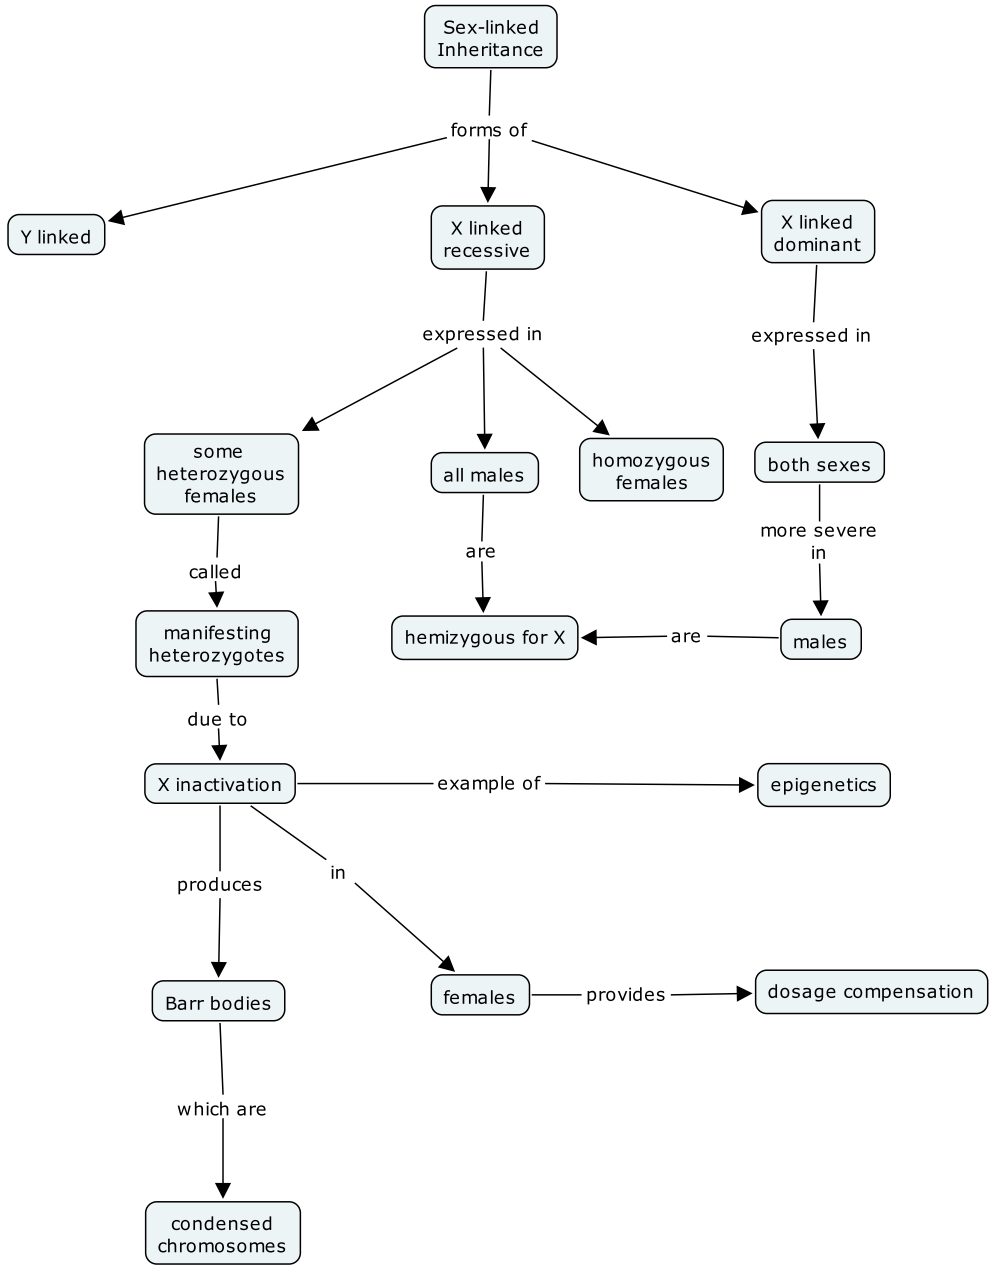 Sex-linked
Inheritance
forms of
Y linked
X linked
recessive
X linked
dominant
expressed in
expressed in
some
heterozygous
females
all males
homozygous
females
both sexes
called
are
more severe
in
manifesting
heterozygotes
hemizygous for X
are
males
due to
X inactivation
example of
epigenetics
produces
in
Barr bodies
females
provides
dosage compensation
which are
condensed
chromosomes